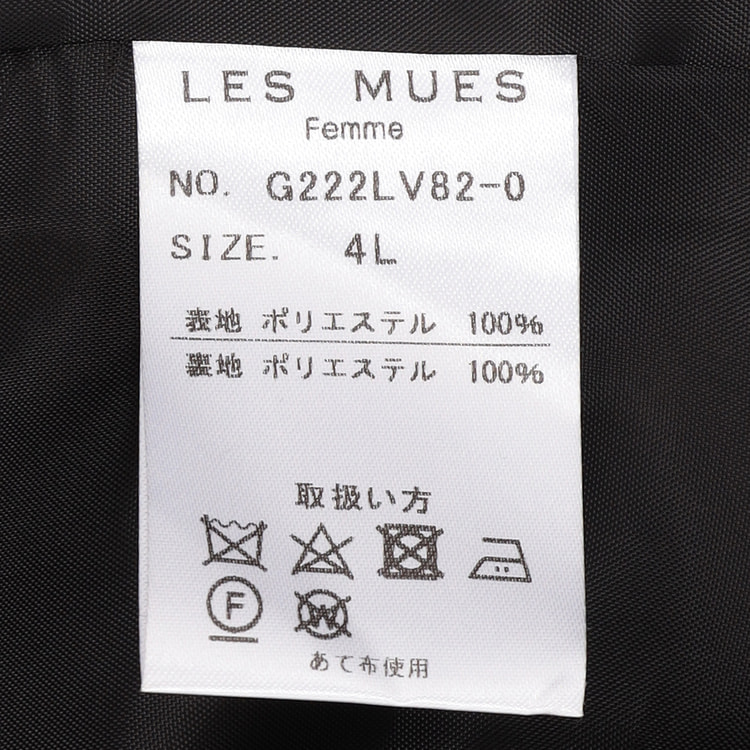 LES MUES
Femme
NO. G222LV82-0
SIZE. 4L
表地 ポリエステル 100%
裏地 ポリエステル 100%
取扱い方
F W
あて布使用